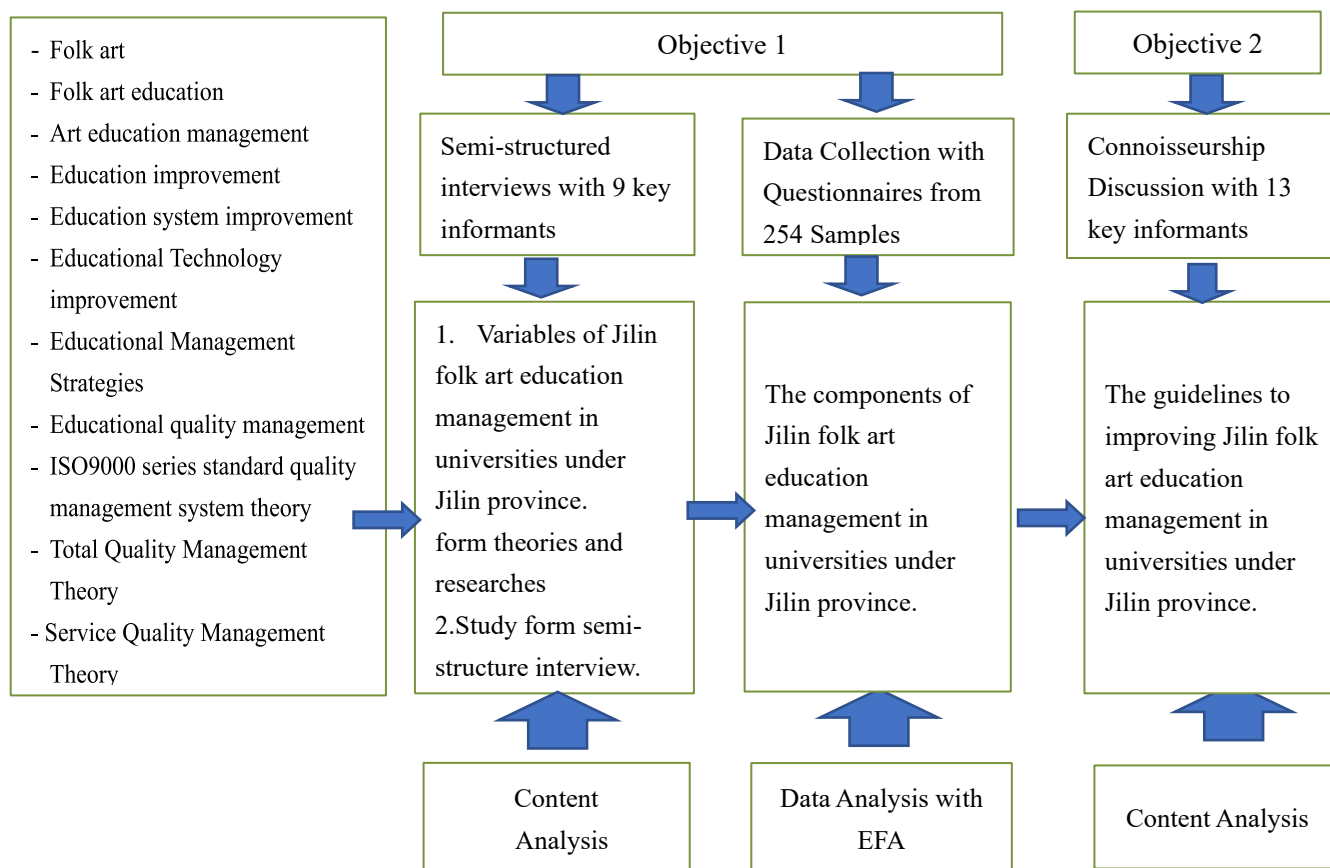 - Folk art
- Folk art education
- Art education management
- Education improvement
- Education system improvement
- Educational Technology
improvement
- Educational Management
Strategies
- Educational quality management
- ISO9000 series standard quality
management system theory
- Total Quality Management
Theory
- Service Quality Management
Theory
Objective 1
Objective 2
Semi-structured
interviews with 9 key
informants
Data Collection with
Questionnaires from
254 Samples
Connoisseurship
Discussion with 13
key informants
1. Variables of Jilin
folk art education
management in
universities under
Jilin province.
form theories and
researches
2.Study form semi-
structure interview.
The components of
Jilin folk art
education
management in
universities under
Jilin province.
The guidelines to
improving Jilin folk
art education
management in
universities under
Jilin province.
Content
Analysis
Data Analysis with
EFA
Content Analysis